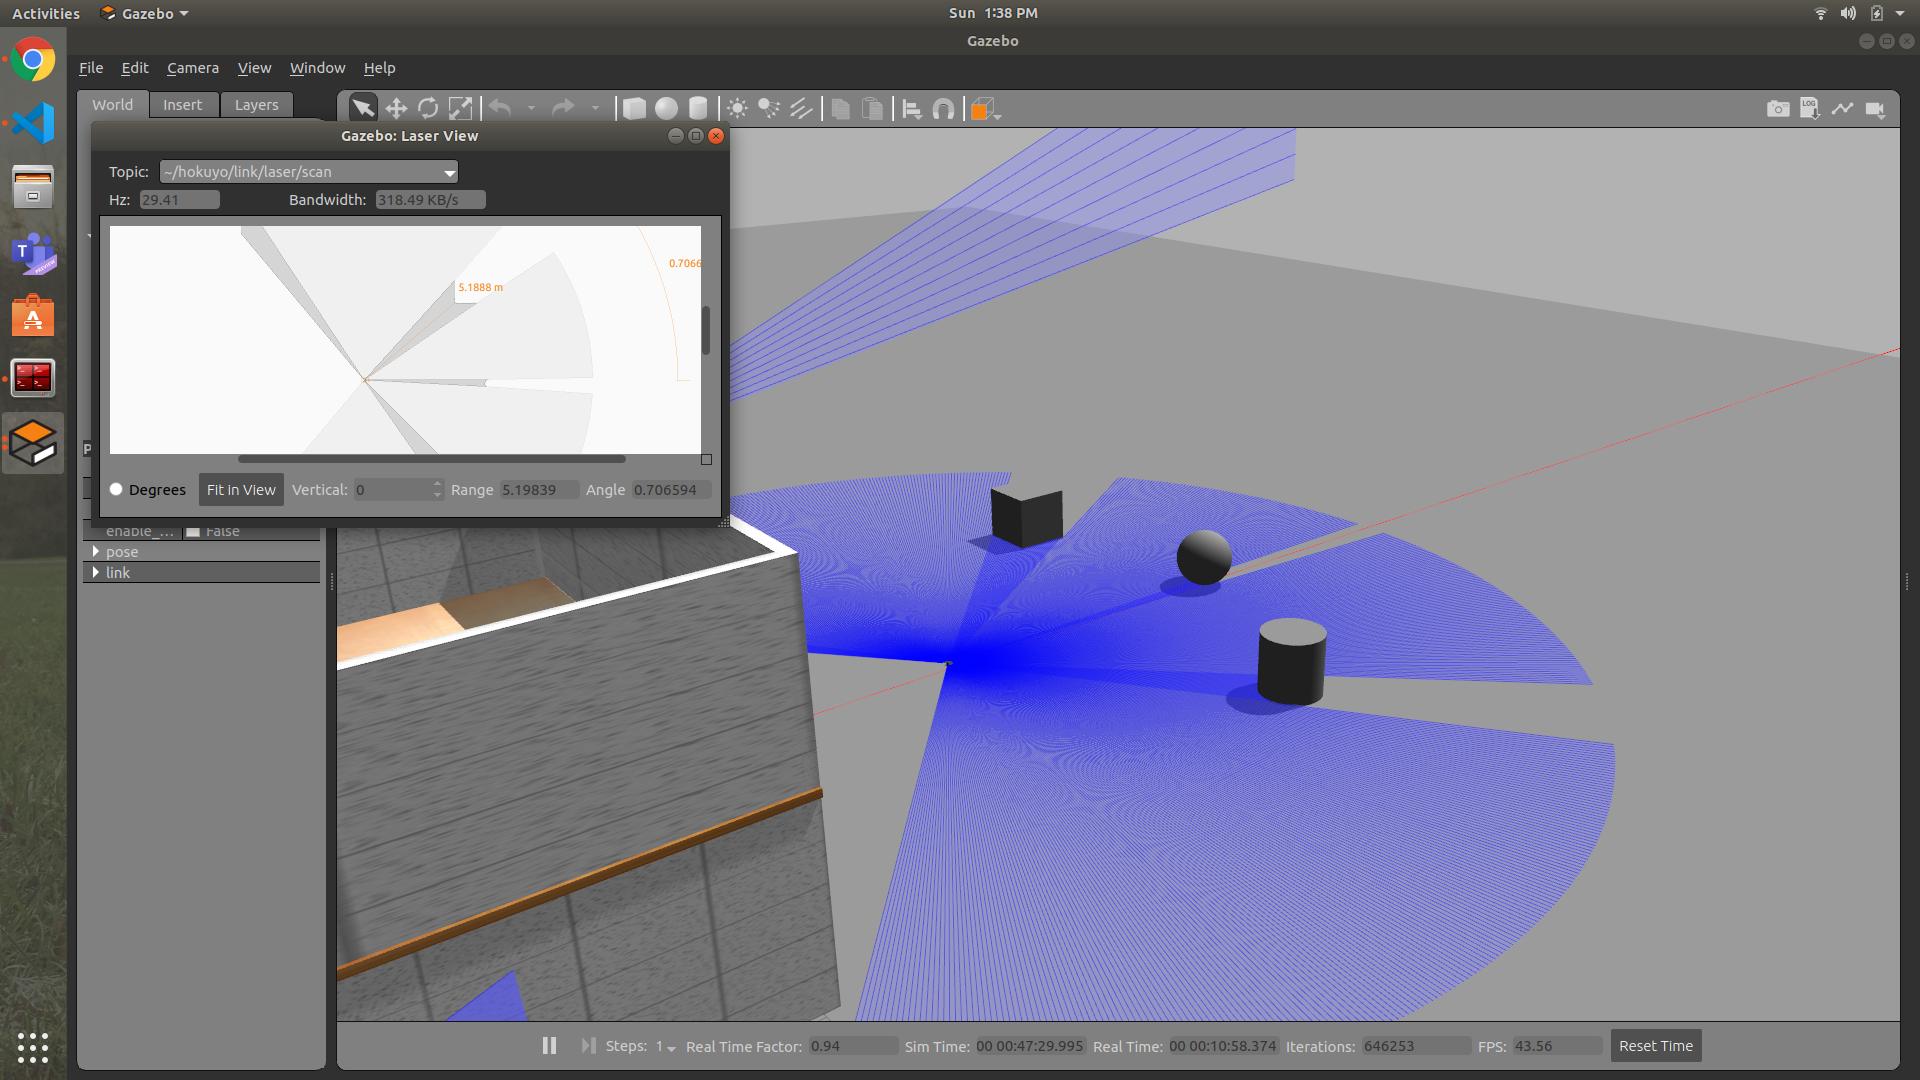 Activities Gazebo Sun 1:38 PM
Gazebo
File Edit Camera View Window Help
World Insert Layers
LOG
Gazebo: Laser View
Topic: ~/hokuyo/link/laser/scan
Hz: 29.41 Bandwidth: 318.49 KB/s
0.7066
5.1888 m
T
PREVIEW
A
P
Degrees Fit in View Vertical: 0 Range 5.19839 Angle 0.706594
enable_... False
pose
link
Steps: 1 Real Time Factor: 0.94 Sim Time: 00 00:47:29.995 Real Time: 00 00:10:58.374 Iterations: 646253 FPS: 43.56 Reset Time